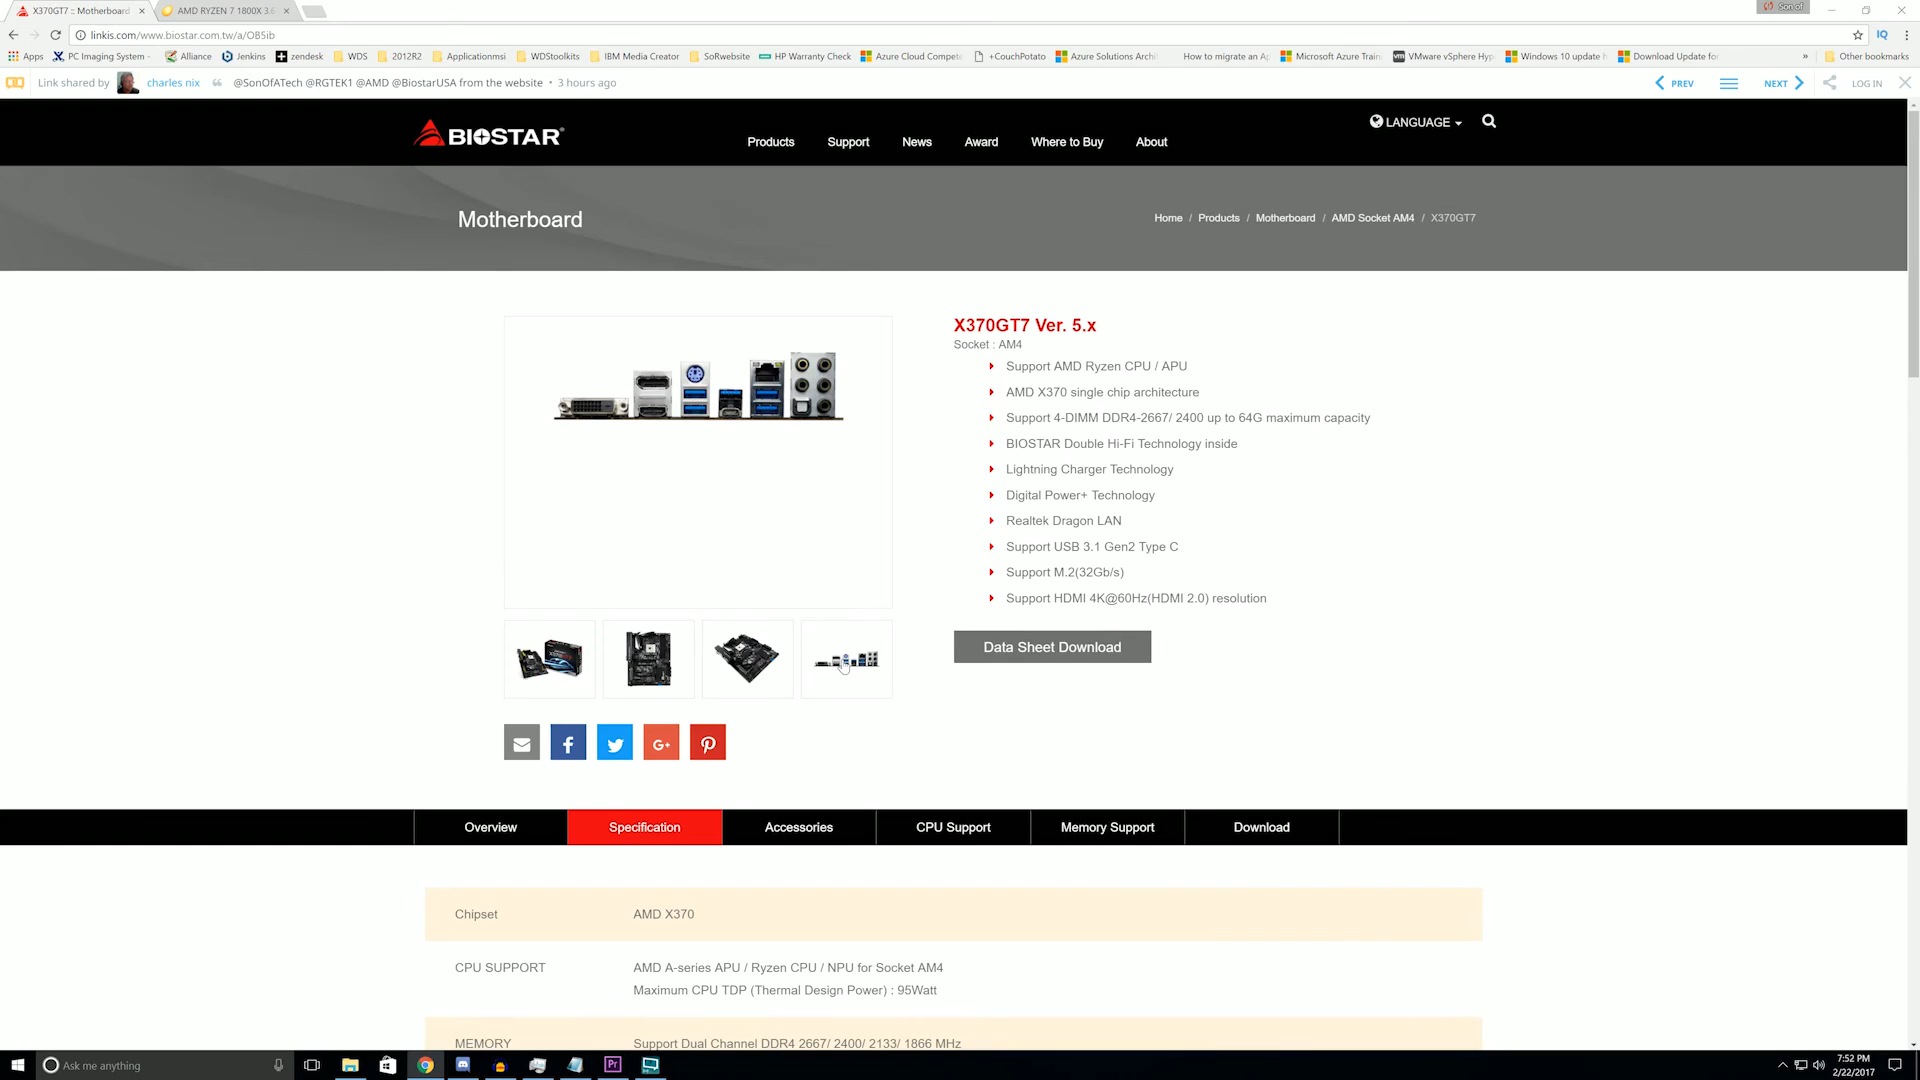 X370GT7 :: Motherboard
AMD RYZEN 7 1800X 3.6
Son of
linkis.com/www.biostar.com.tw/a/OB5ib
IQ
Apps
PC Imaging System -
Alliance
Jenkins
zendesk
WDS
2012R2
Applicationmsi
WDStoolkits
IBM Media Creator
SoRwebsite
HP Warranty Check
Azure Cloud Compete
+CouchPotato
Azure Solutions Archi
How to migrate an Ap
Microsoft Azure Train
VMware vSphere Hyp
Windows 10 update h
Download Update for
»
Other bookmarks
Link shared by
charles nix
@SonOfATech @RGTEK1 @AMD @BiostarUSA from the website • 3 hours ago
PREV
NEXT
LOG IN
BIOSTAR
Products
Support
News
Award
Where to Buy
About
LANGUAGE
Motherboard
Home / Products / Motherboard / AMD Socket AM4 / X370GT7
X370GT7 Ver. 5.x
Socket : AM4
Support AMD Ryzen CPU / APU
AMD X370 single chip architecture
Support 4-DIMM DDR4-2667/ 2400 up to 64G maximum capacity
BIOSTAR Double Hi-Fi Technology inside
Lightning Charger Technology
Digital Power+ Technology
Realtek Dragon LAN
Support USB 3.1 Gen2 Type C
Support M.2(32Gb/s)
Support HDMI 4K@60Hz(HDMI 2.0) resolution
Data Sheet Download
G+
Overview
Specification
Accessories
CPU Support
Memory Support
Download
Chipset
AMD X370
CPU SUPPORT
AMD A-series APU / Ryzen CPU / NPU for Socket AM4
Maximum CPU TDP (Thermal Design Power) : 95Watt
MEMORY
Support Dual Channel DDR4 2667/ 2400/ 2133/ 1866 MHz
Ask me anything
Pr
7:52 PM
2/22/2017